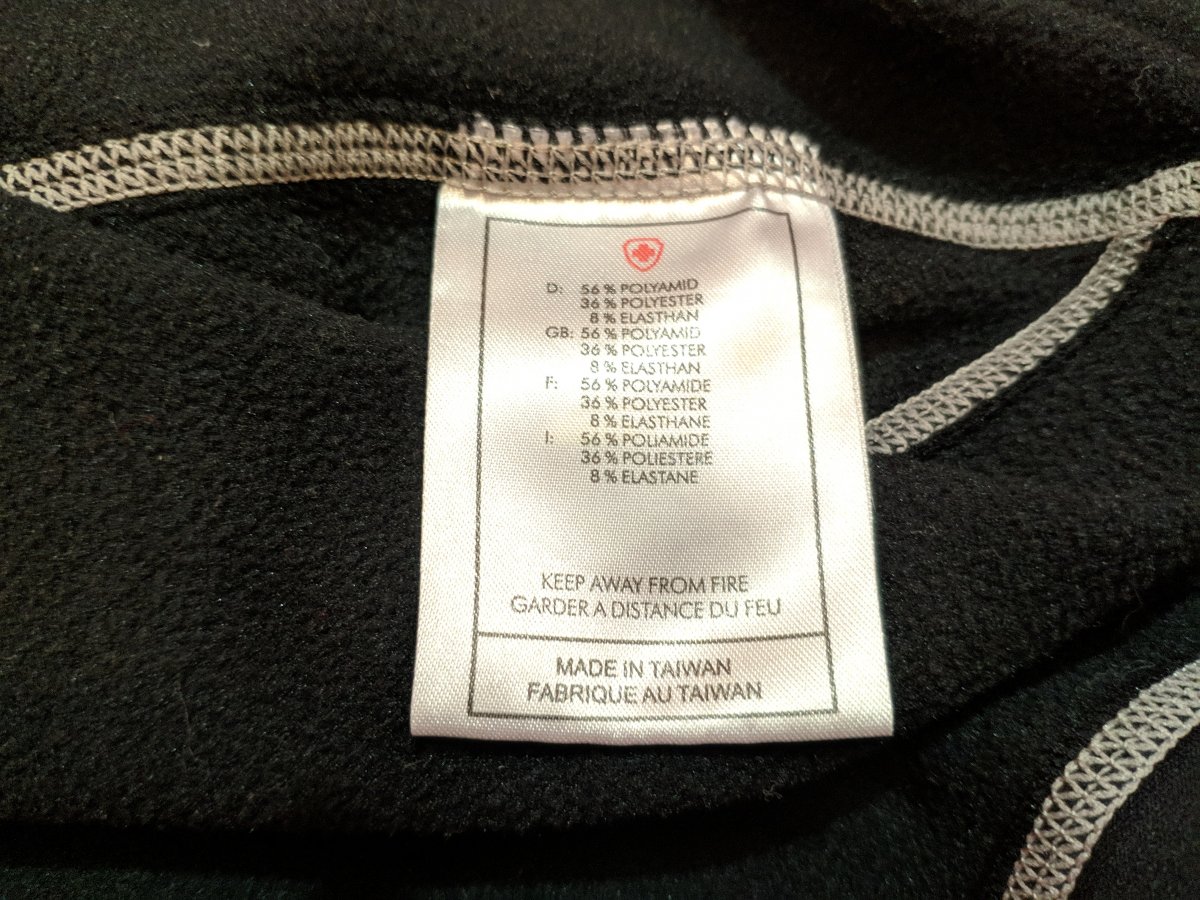 D: 56 % POLYAMID
36 % POLYESTER
8 % ELASTHAN
GB: 56 % POLYAMID
36 % POLYESTER
8 % ELASTHAN
F: 56 % POLYAMIDE
36 % POLYESTER
8 % ELASTHANE
I: 56 % POLIAMIDE
36 % POLIESTERE
8 % ELASTANE
KEEP AWAY FROM FIRE
GARDER A DISTANCE DU FEU
MADE IN TAIWAN
FABRIQUE AU TAIWAN